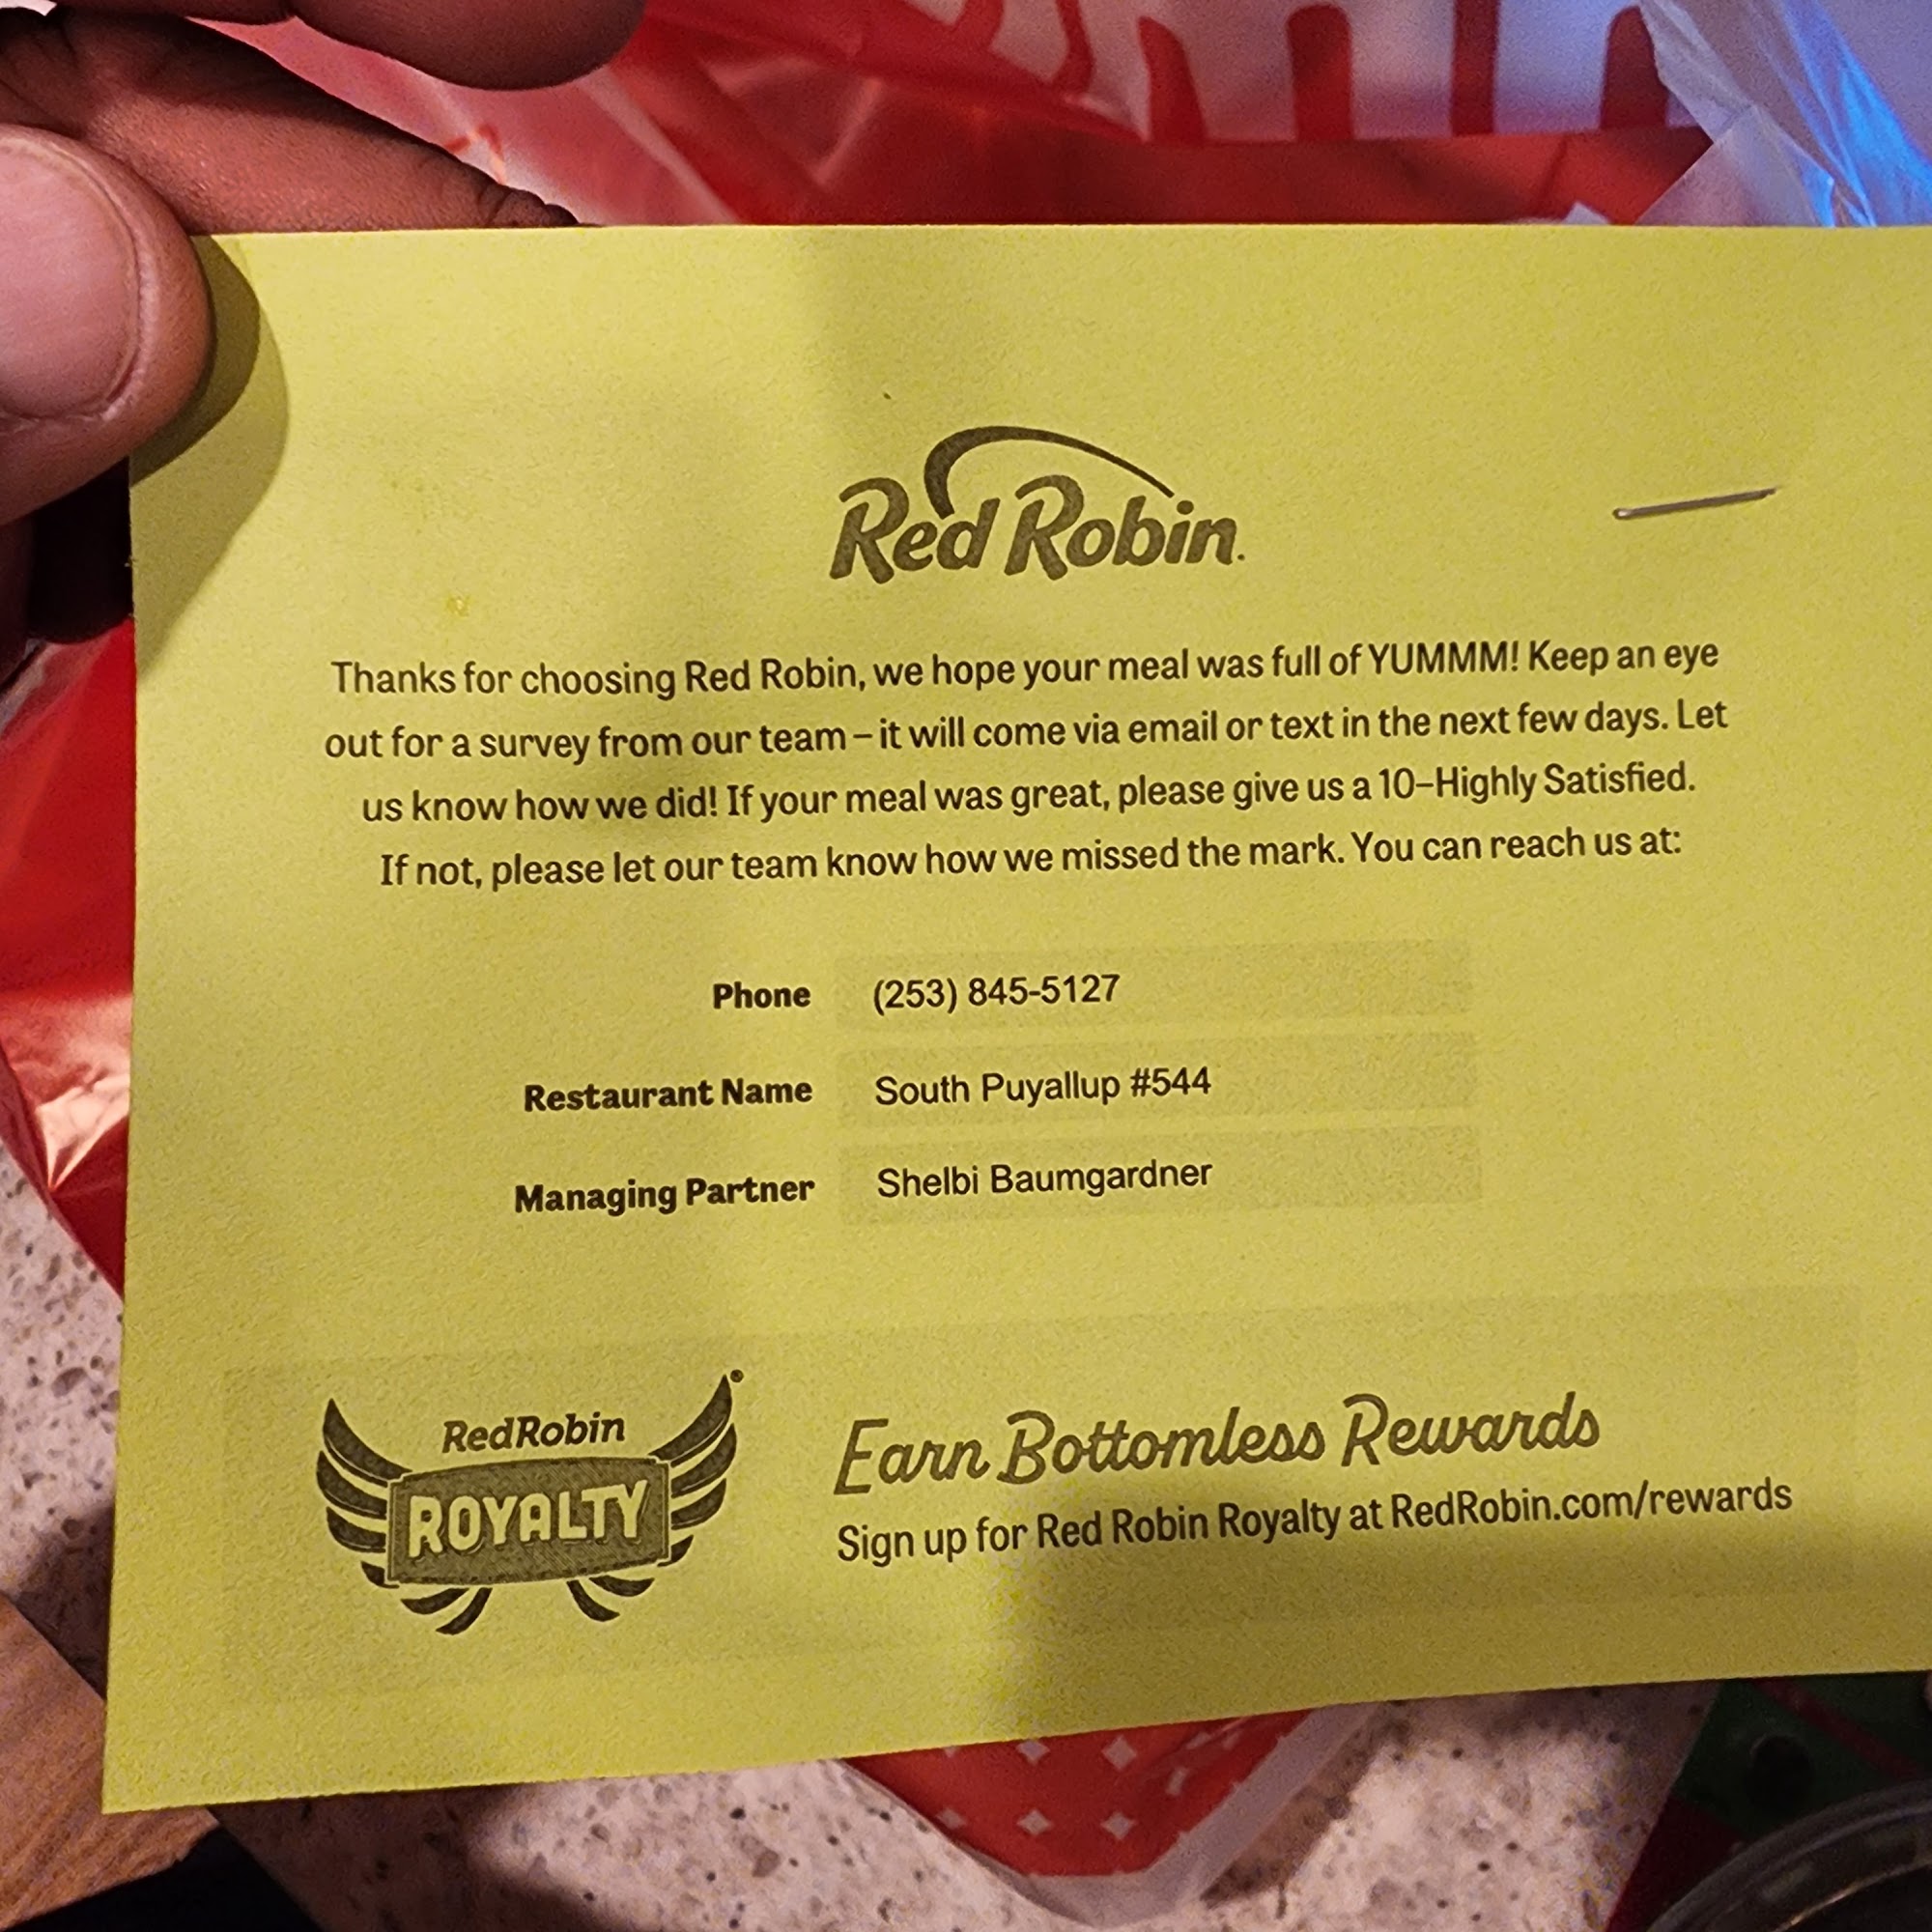 Red Robin.
Thanks for choosing Red Robin, we hope your meal was full of YUMMM! Keep an eye
out for a survey from our team – it will come via email or text in the next few days. Let
us know how we did! If your meal was great, please give us a 10–Highly Satisfied.
If not, please let our team know how we missed the mark. You can reach us at:
Phone (253) 845-5127
Restaurant Name South Puyallup #544
Managing Partner Shelbi Baumgardner
RedRobin
ROYALTY®
Earn Bottomless Rewards
Sign up for Red Robin Royalty at RedRobin.com/rewards